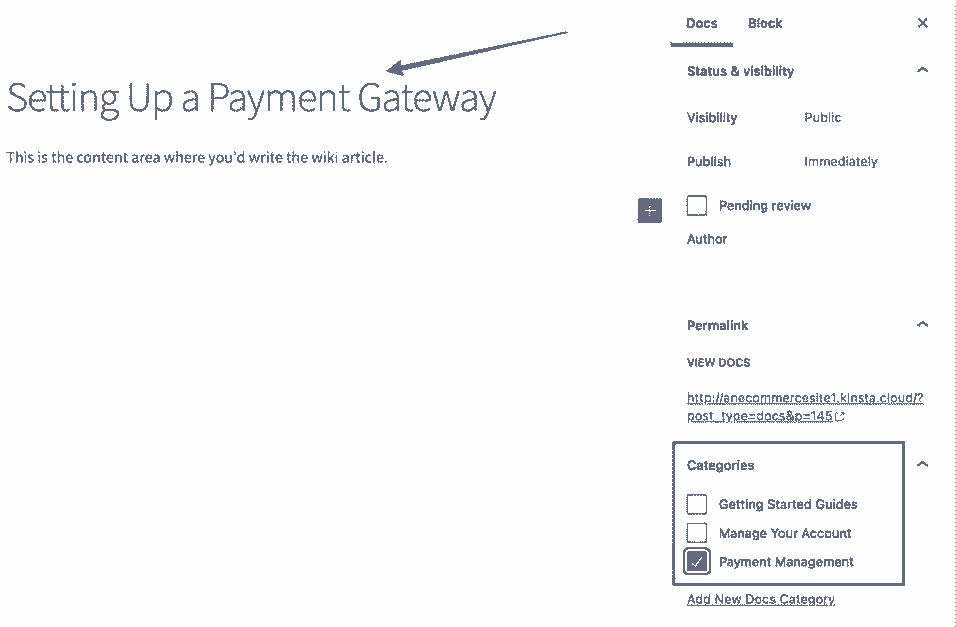 Docs Block
Status & visibility
Setting Up a Payment Gateway
Visibility Public
This is the content area where you'd write the wiki article.
Publish Immediately
Pending review
Author
Permalink
VIEW DOCS
http://anecommercesite1.kinsta.cloud/?
post_type=docs&p=145
Categories
Getting Started Guides
Manage Your Account
Payment Management
Add New Docs Category